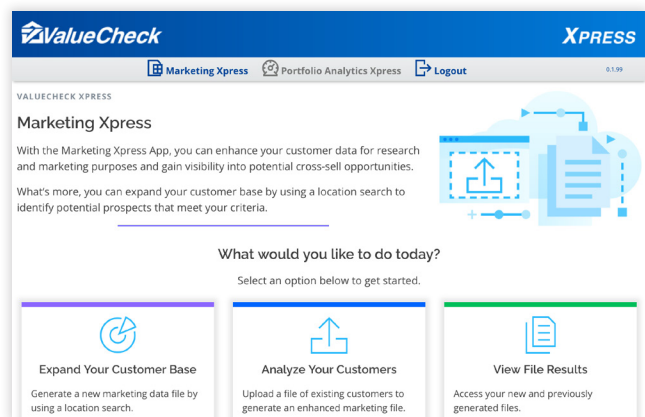 ValueCheck
XPRESS
Marketing Xpress
Portfolio Analytics Xpress
Logout
0.1.99
VALUECHECK XPRESS
Marketing Xpress
With the Marketing Xpress App, you can enhance your customer data for research
and marketing purposes and gain visibility into potential cross-sell opportunities.
What's more, you can expand your customer base by using a location search to
identify potential prospects that meet your criteria.
What would you like to do today?
Select an option below to get started.
Expand Your Customer Base
Generate a new marketing data file by
using a location search.
Analyze Your Customers
Upload a file of existing customers to
generate an enhanced marketing file.
View File Results
Access your new and previously
generated files.